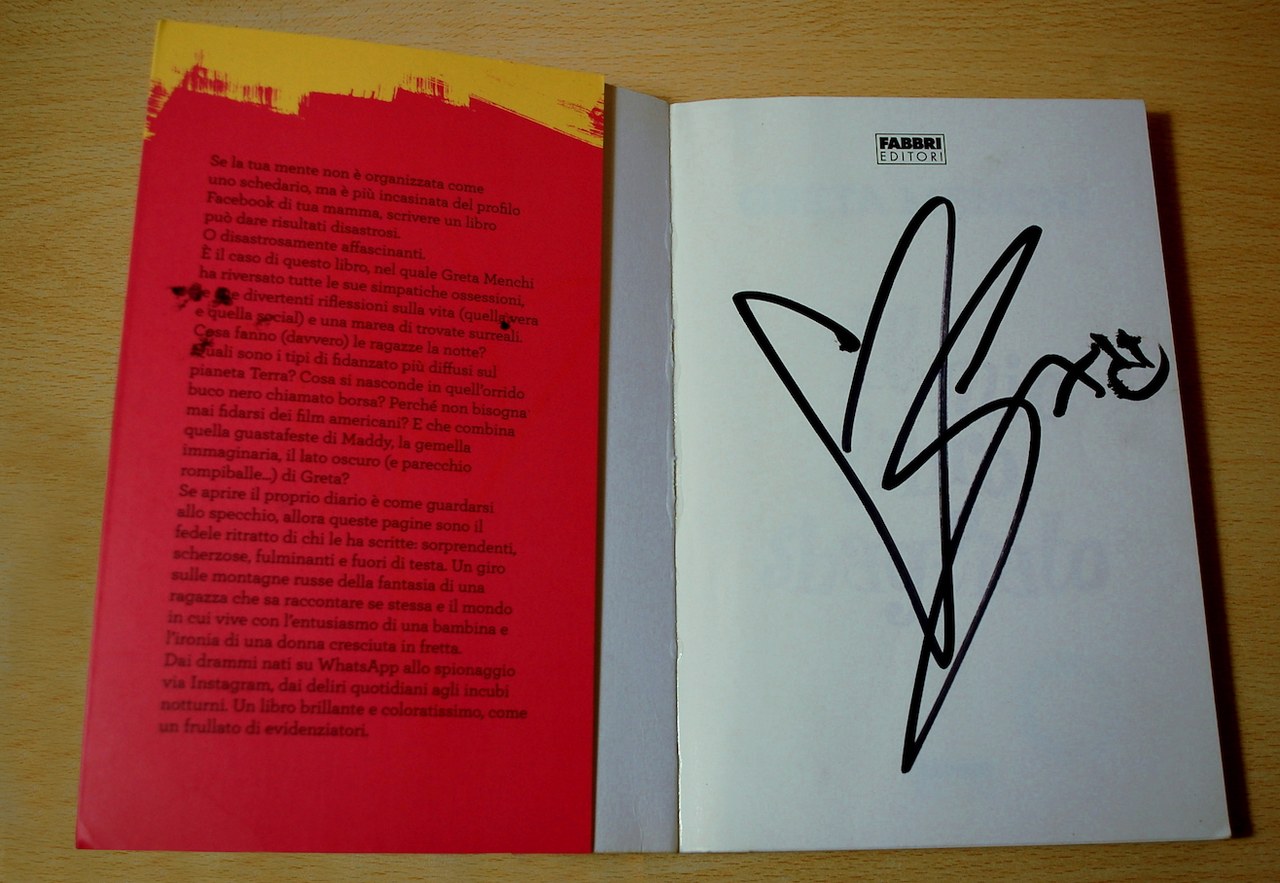 Se la tua mente non è organizzata come
uno schedario, ma è più incasinata del profilo
Facebook di tua mamma, scrivere un libro
può dare risultati disastrosi.
O disastrosamente affascinanti.
È il caso di questo libro, nel quale Greta Menchi
ha riversato tutte le sue simpatiche ossessioni,
divertenti riflessioni sulla vita (quella vera
e quella social) e una marea di trovate surreali.
Cosa fanno (davvero) le ragazze la notte?
Quali sono i tipi di fidanzato più diffusi sul
pianeta Terra? Cosa si nasconde in quell'orrido
buco nero chiamato borsa? Perché non bisogna
mai fidarsi dei film americani? E che combina
quella guastafeste di Maddy, la gemella
immaginaria, il lato oscuro (e parecchio
rompiballe...) di Greta?
Se aprire il proprio diario è come guardarsi
allo specchio, allora queste pagine sono il
fedele ritratto di chi le ha scritte: sorprendenti,
scherzose, fulminanti e fuori di testa. Un giro
sulle montagne russe della fantasia di una
ragazza che sa raccontare se stessa e il mondo
in cui vive con l'entusiasmo di una bambina e
l'ironia di una donna cresciuta in fretta.
Dai drammi nati su WhatsApp allo spionaggio
via Instagram, dai deliri quotidiani agli incubi
notturni. Un libro brillante e coloratissimo, come
un frullato di evidenziatori.
FABBRI
EDITORI